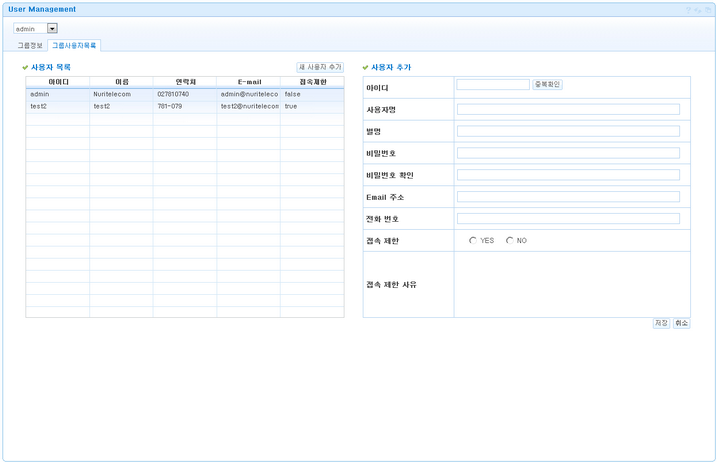 User Management
admin
그룹정보 그룹사용자목록
사용자 목록 새 사용자 추가
아이디 이름 연락처 E-mail 접속제한
admin Nuritelecom 027810740 admin@nuriteleco false
test2 test2 781-079 test2@nuritelecon true
사용자 추가
아이디 중복확인
사용자명
별명
비밀번호
비밀번호 확인
Email 주소
전화 번호
접속 제한 YES NO
접속 제한 사유
저장 취소